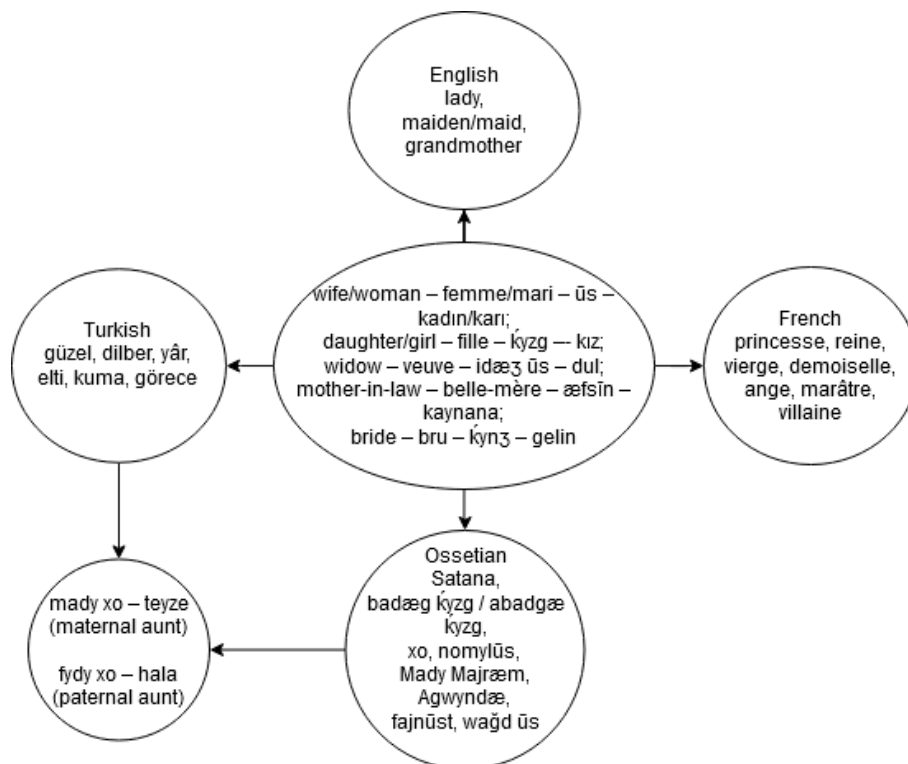 English
lady,
maiden/maid,
grandmother
Turkish
güzel, dilber, yâr,
elti, kuma, görece
wife/woman – femme/mari – ūs –
kadın/karı;
daughter/girl – fille – ḱyzg –- kız;
widow – veuve – idæʒ ūs – dul;
mother-in-law – belle-mère – æfsīn –
kaynana;
bride – bru – ḱynʒ – gelin
French
princesse, reine,
vierge, demoiselle,
ange, marâtre,
villaine
mady xo – teyze
(maternal aunt)
fydy xo – hala
(paternal aunt)
Ossetian
Satana,
badæg ḱyzg / abadgæ
ḱyzg,
xo, nomylūs,
Mady Majræm,
Agwyndæ,
fajnūst, waǧd ūs